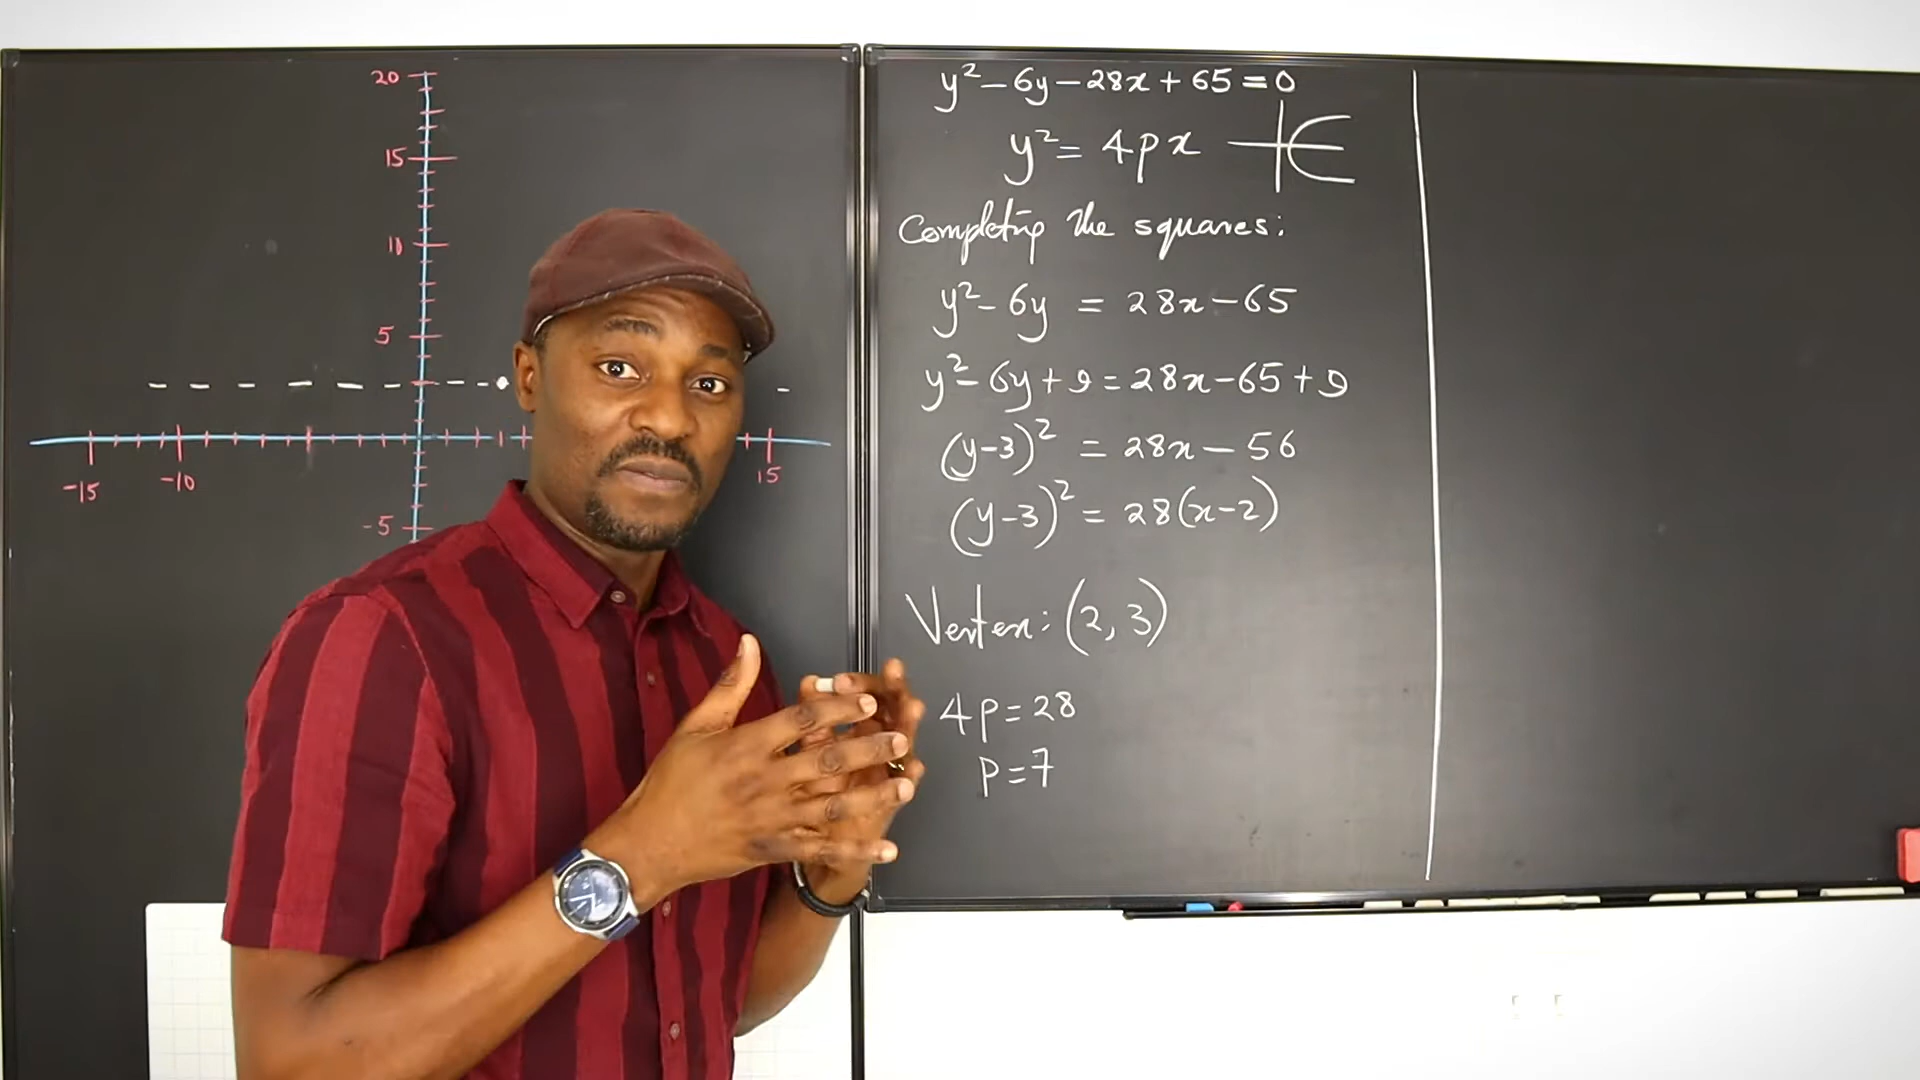 20
15
10
5
-15
-10
15
-5
y² - 6y - 28x + 65 = 0
y² = 4px
Completing the squares:
y² - 6y = 28x - 65
y² - 6y + 9 = 28x - 65 + 9
(y-3)² = 28x - 56
(y-3)² = 28(x-2)
Vertex: (2, 3)
4p = 28
p = 7